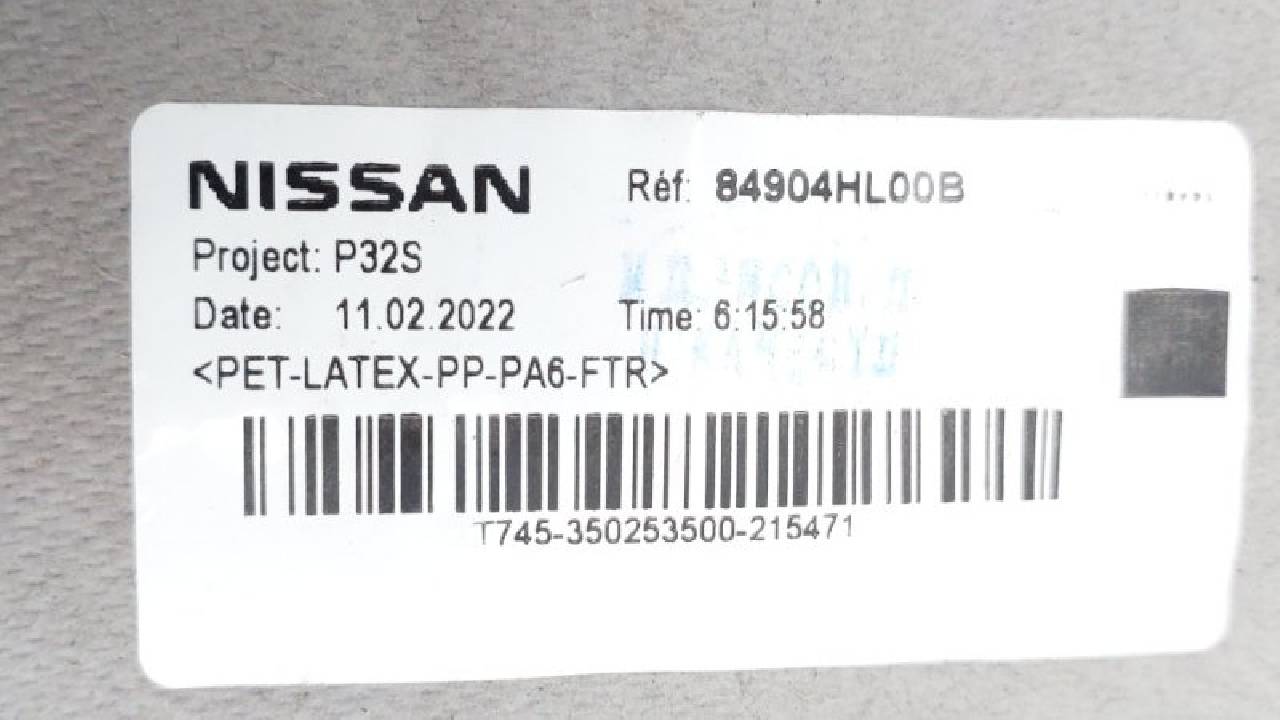 NISSAN Réf: 84904HL00B
Project: P32S
Date: 11.02.2022 Time: 6:15:58
<PET-LATEX-PP-PA6-FTR>
T745-350253500-215471